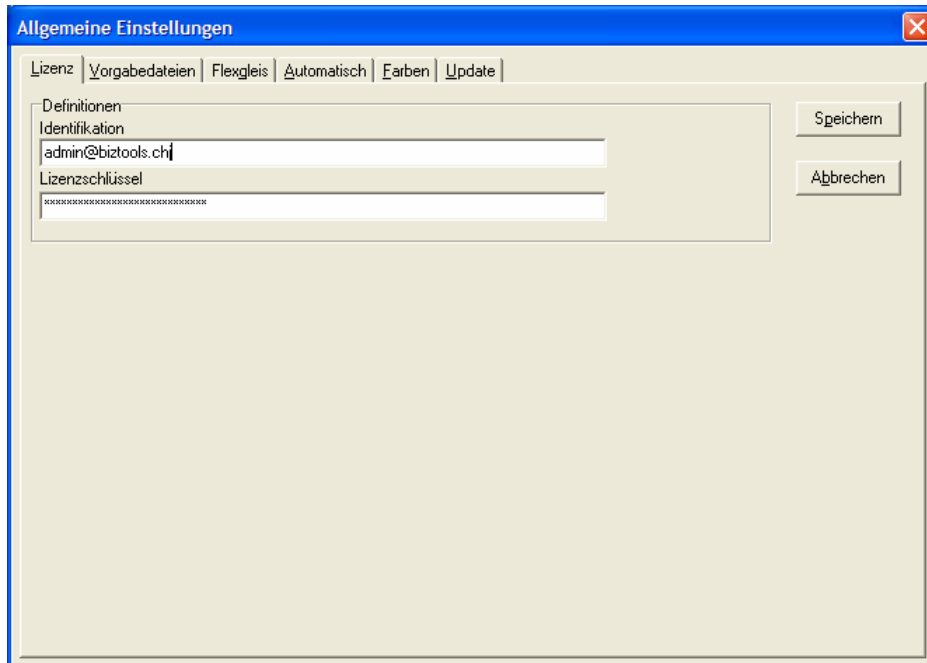 Allgemeine Einstellungen
Lizenz Vorgabedateien Flexgleis Automatisch Farben Update
Definitionen
Identifikation
admin@biztools.ch
Lizenzschlüssel
*****************************
Speichern
Abbrechen